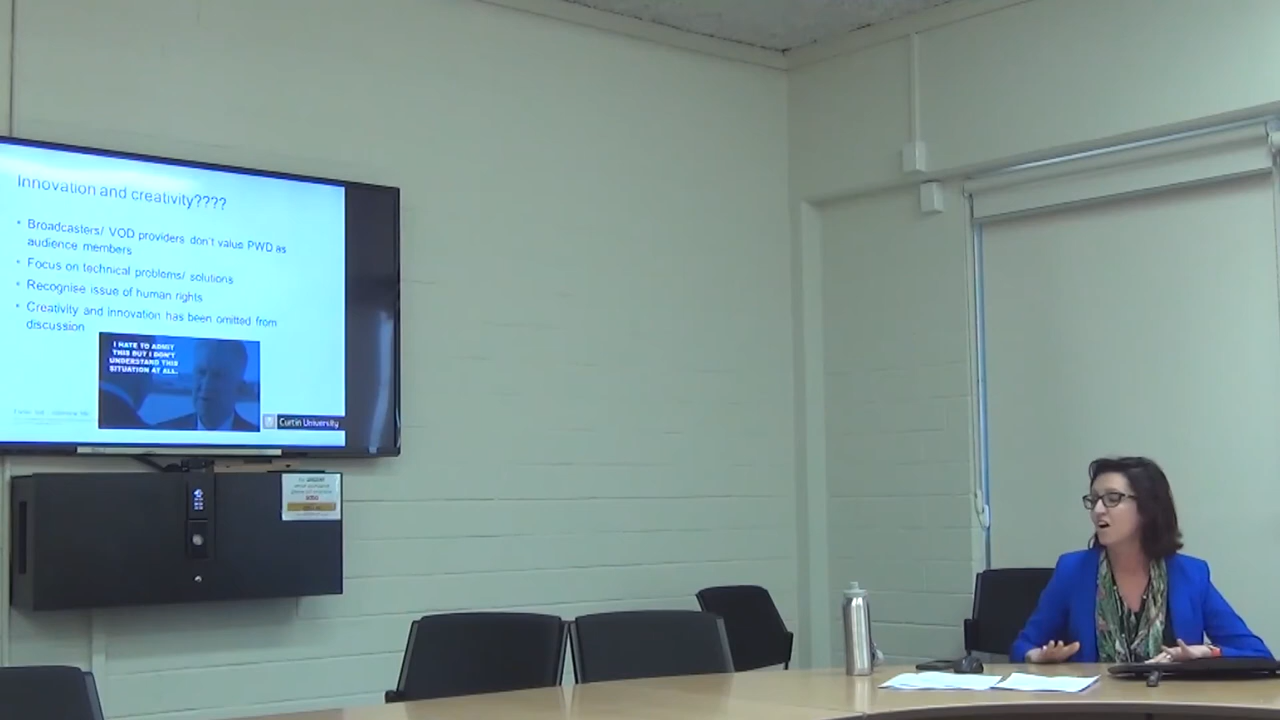 Innovation and creativity????
• Broadcasters/ VOD providers don't value PWD as
audience members
• Focus on technical problems/ solutions
• Recognise issue of human rights
• Creativity and innovation has been omitted from
discussion
I HATE TO ADMIT
THIS BUT I DON'T
UNDERSTAND THIS
SITUATION AT ALL.
Curtin University